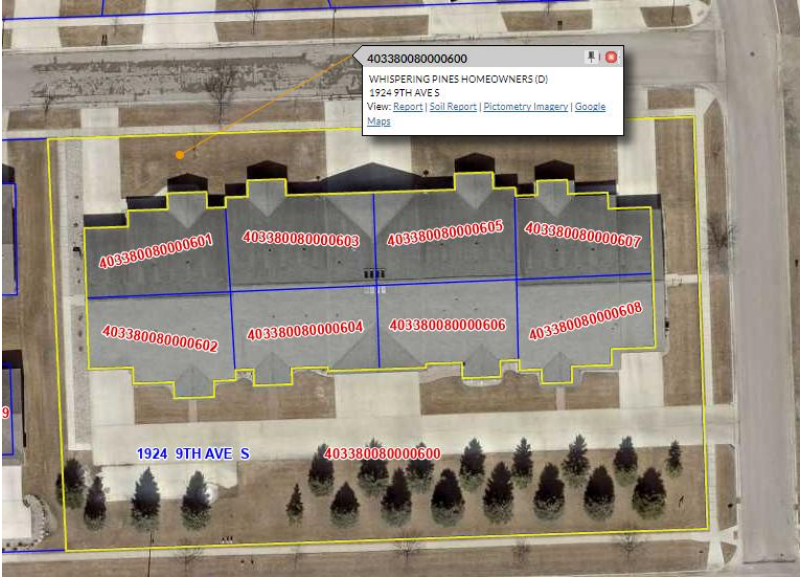 403380080000600
WHISPERING PINES HOMEOWNERS (D)
1924 9TH AVE S
View: Report | Soil Report | Pictometry Imagery | Google
Maps
403380080000601
403380080000603
403380080000605
403380080000607
403380080000602
403380080000604
403380080000606
403380080000608
9
1924 9TH AVE S
403380080000600